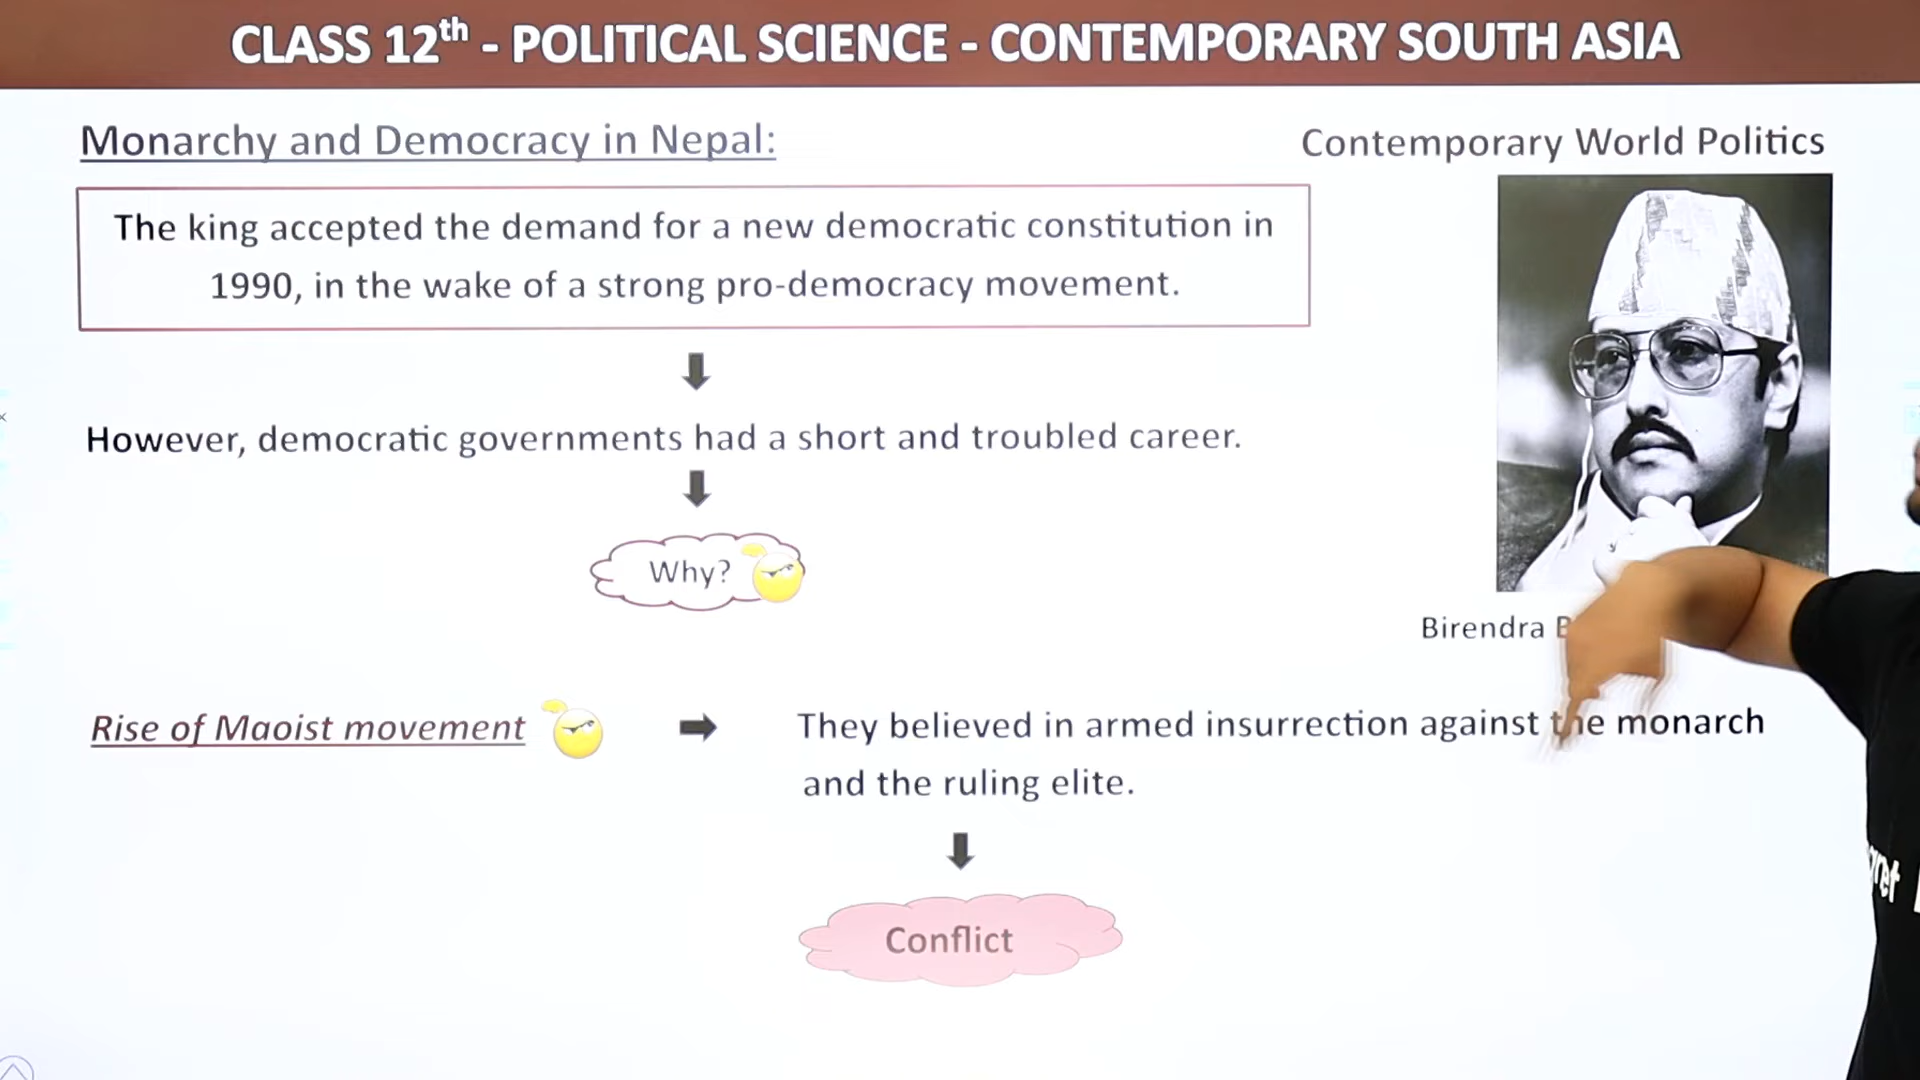 CLASS 12th - POLITICAL SCIENCE - CONTEMPORARY SOUTH ASIA
Monarchy and Democracy in Nepal:
Contemporary World Politics
The king accepted the demand for a new democratic constitution in
1990, in the wake of a strong pro-democracy movement.
However, democratic governments had a short and troubled career.
Why?
Birendra
Rise of Maoist movement
They believed in armed insurrection against the monarch
and the ruling elite.
Conflict